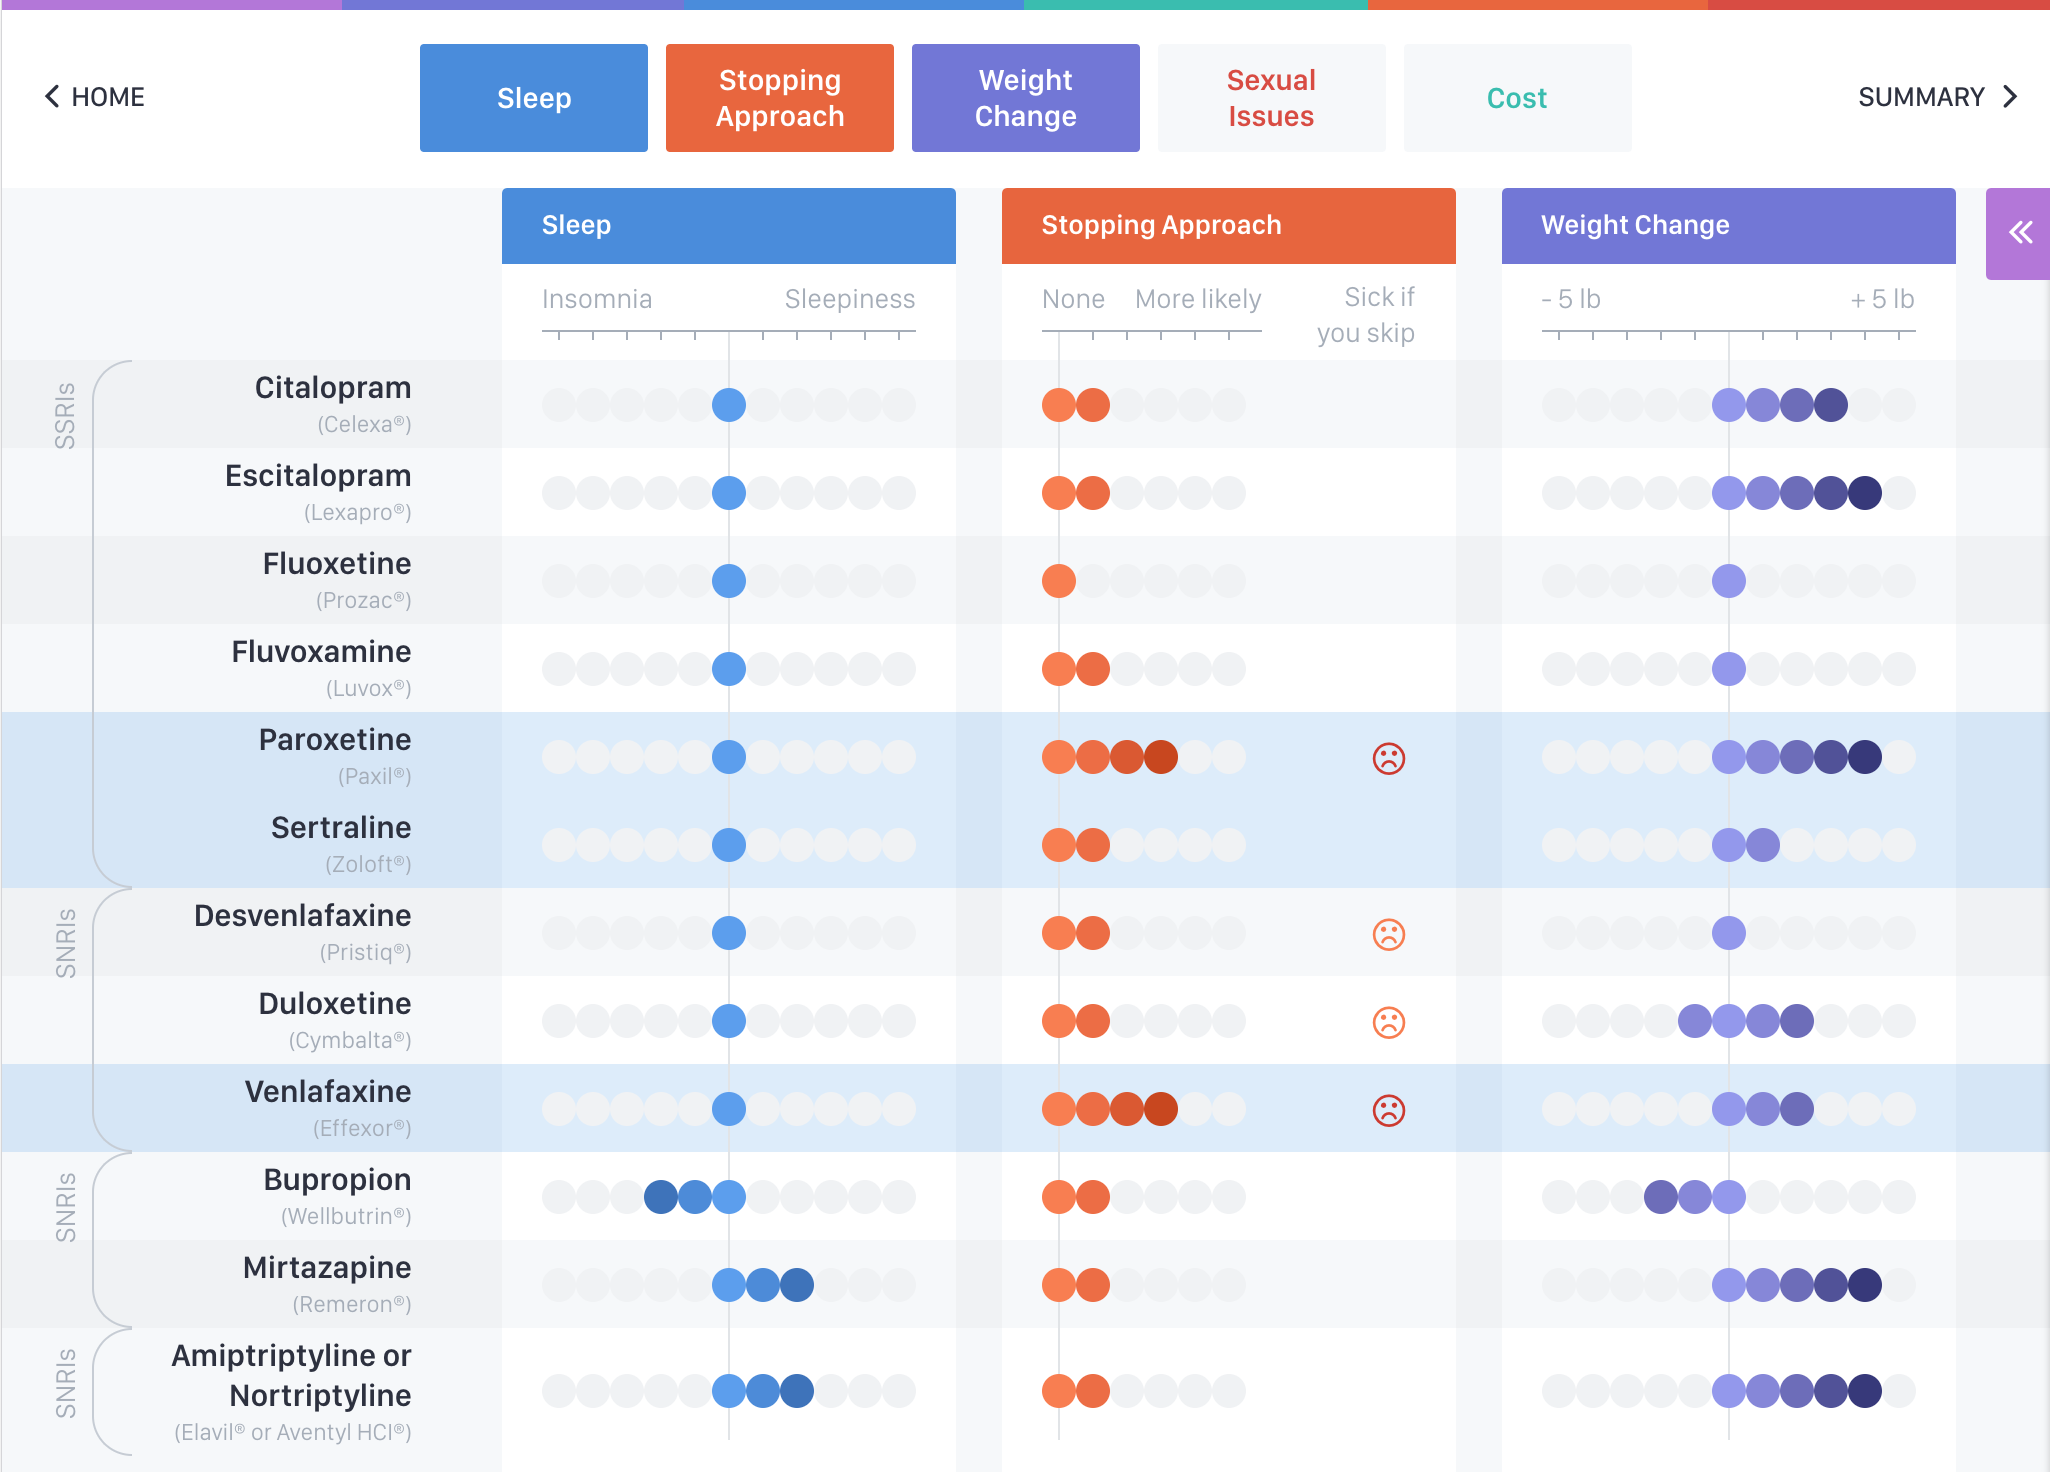 HOME
Sleep
Stopping
Approach
Weight
Change
Sexual
Issues
Cost
SUMMARY
Sleep
Stopping Approach
Weight Change
Insomnia
Sleepiness
None
More likely
Sick if
you skip
- 5 lb
+ 5 lb
SSRIs
Citalopram
(Celexa®)
Escitalopram
(Lexapro®)
Fluoxetine
(Prozac®)
Fluvoxamine
(Luvox®)
Paroxetine
(Paxil®)
Sertraline
(Zoloft®)
SNRIs
Desvenlafaxine
(Pristiq®)
Duloxetine
(Cymbalta®)
Venlafaxine
(Effexor®)
SNRIs
Bupropion
(Wellbutrin®)
Mirtazapine
(Remeron®)
SNRIs
Amiptriptyline or
Nortriptyline
(Elavil® or Aventyl HCI®)